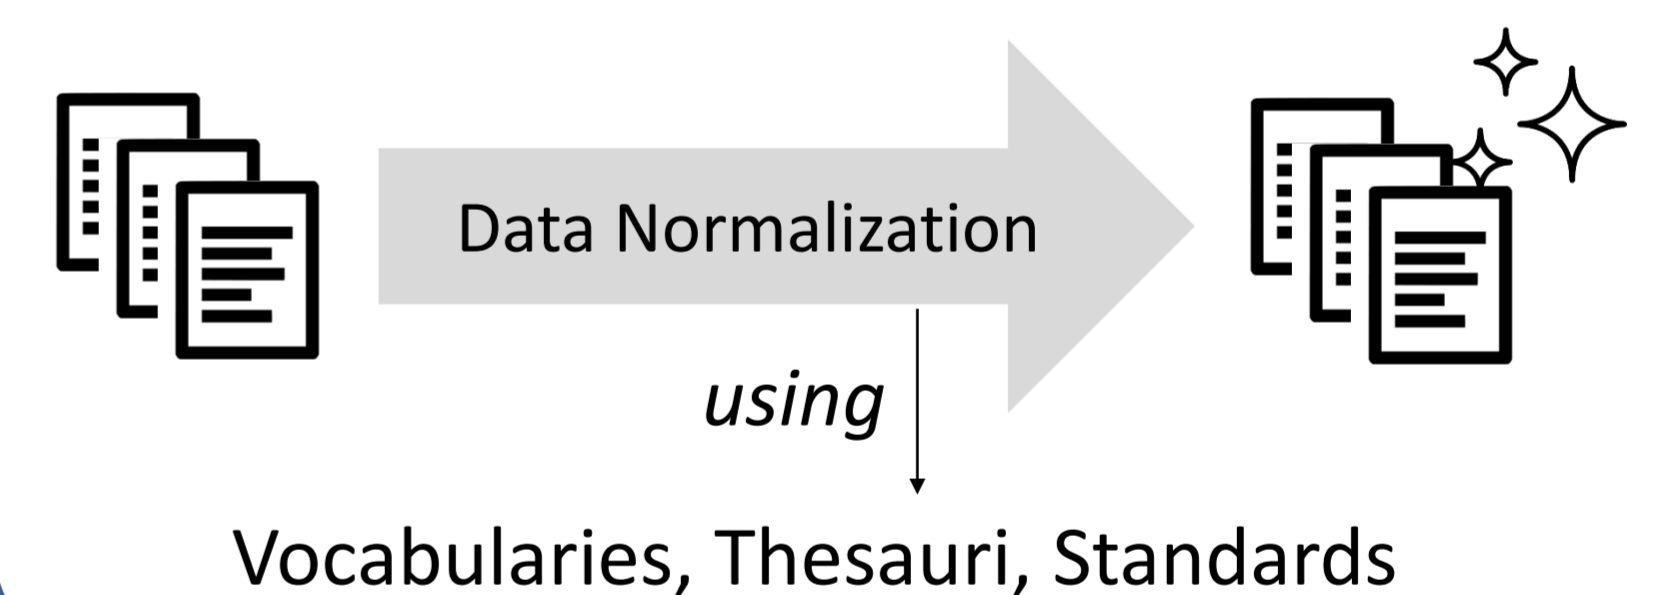 Data Normalization
using
Vocabularies, Thesauri, Standards